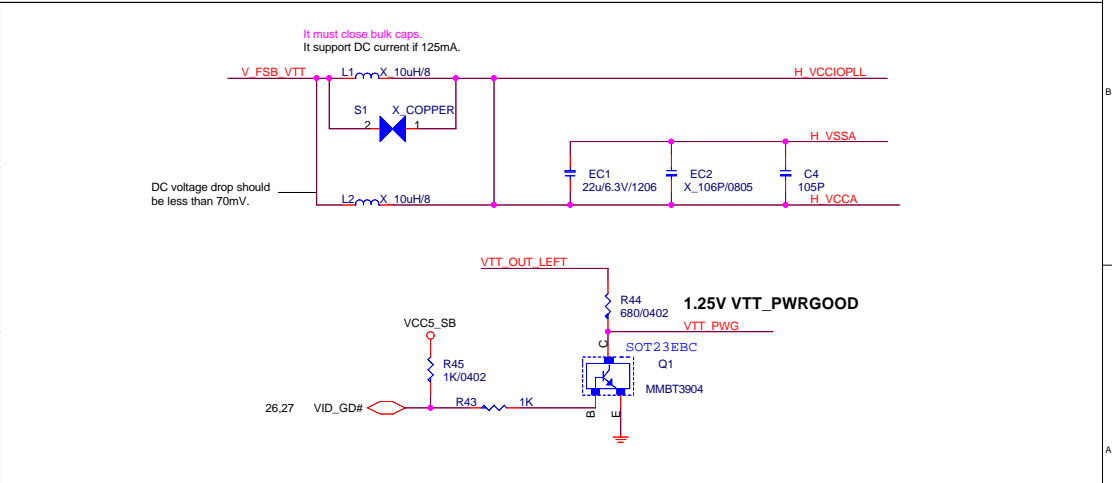 It must close bulk caps.
It support DC current if 125mA.
V_FSB_VTT
L1
X_10uH/8
H_VCCIOPLL
B
S1
X_COPPER
2
1
H_VSSA
EC1
22u/6.3V/1206
EC2
X_106P/0805
C4
105P
DC voltage drop should
be less than 70mV.
L2
X_10uH/8
H_VCCA
VTT_OUT_LEFT
R44
680/0402
1.25V VTT_PWRGOOD
VCC5_SB
VTT_PWG
C
SOT23EBC
R45
1K/0402
Q1
MMBT3904
26,27
VID_GD#
R43
1K
B
E
A